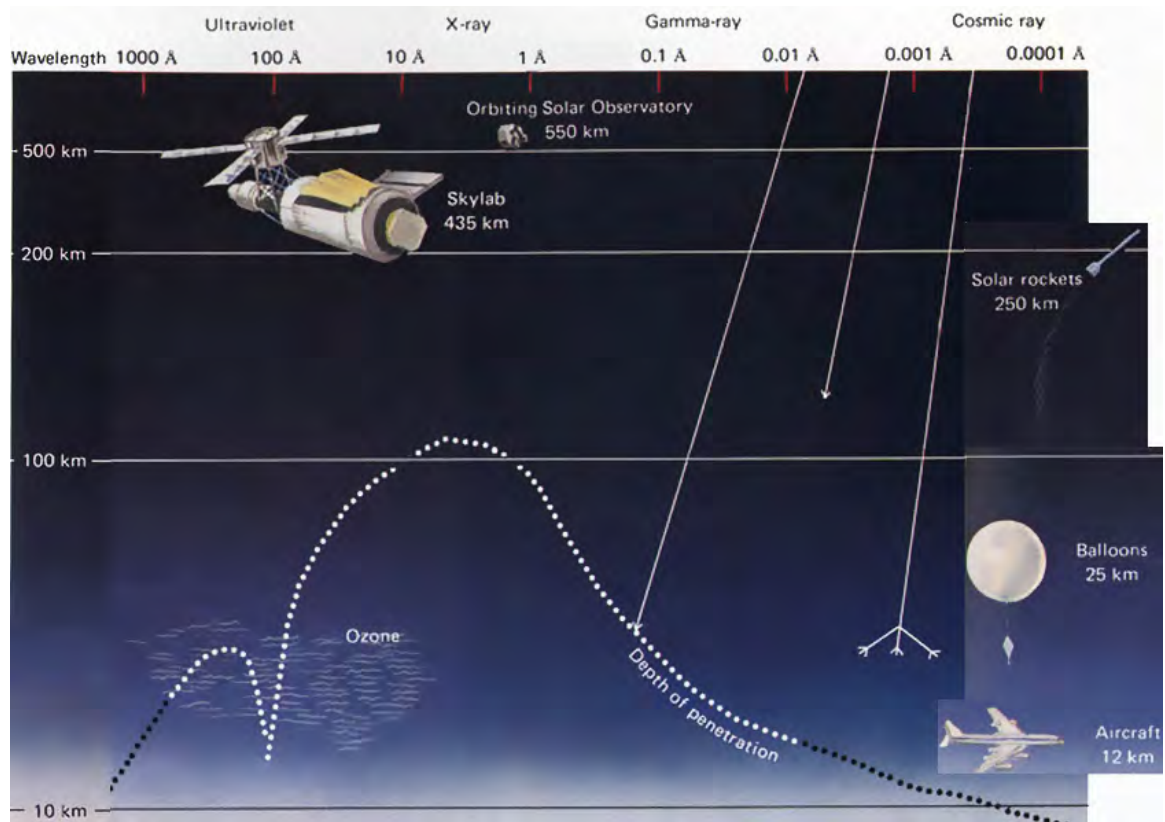 Ultraviolet X-ray Gamma-ray Cosmic ray
Wavelength 1000 Å 100 Å 10 Å 1 Å 0.1 Å 0.01 Å 0.001 Å 0.0001 Å
Orbiting Solar Observatory
550 km
500 km
Skylab
435 km
200 km
Solar rockets
250 km
100 km
Balloons
25 km
Ozone
Depth of penetration
Aircraft
12 km
10 km